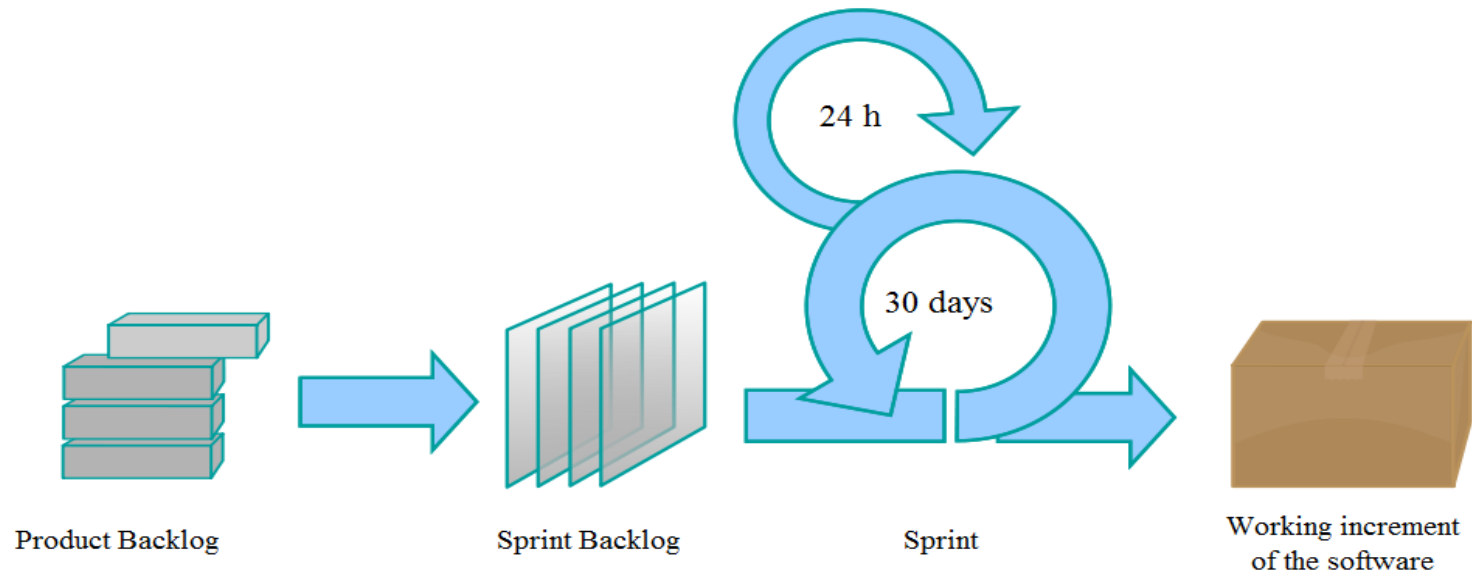 24 h
30 days
Product Backlog
Sprint Backlog
Sprint
Working increment
of the software